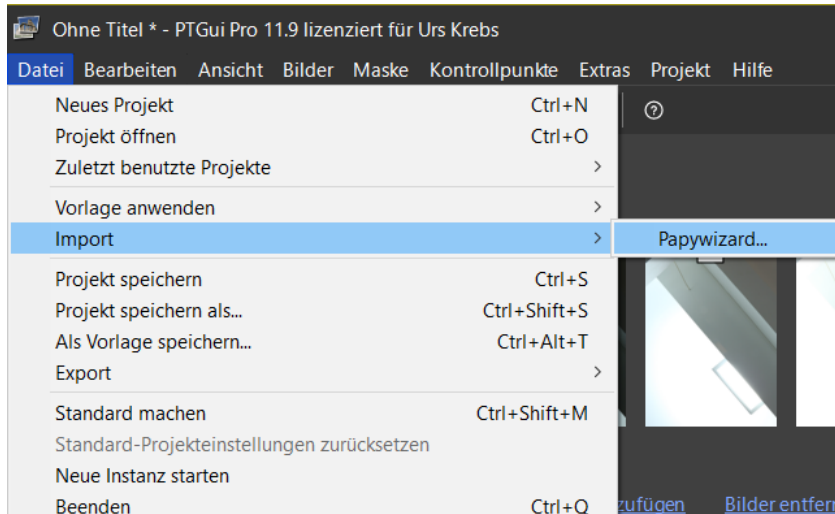 Ohne Titel * - PTGui Pro 11.9 lizenziert für Urs Krebs
Datei Bearbeiten Ansicht Bilder Maske Kontrollpunkte Extras Projekt Hilfe
Neues Projekt Ctrl+N
Projekt öffnen Ctrl+O
Zuletzt benutzte Projekte
Vorlage anwenden
Import
Papywizard...
Projekt speichern Ctrl+S
Projekt speichern als... Ctrl+Shift+S
Als Vorlage speichern... Ctrl+Alt+T
Export
Standard machen Ctrl+Shift+M
Standard-Projekteinstellungen zurücksetzen
Neue Instanz starten
Beenden Ctrl+Q
zufügen Bilder entfern